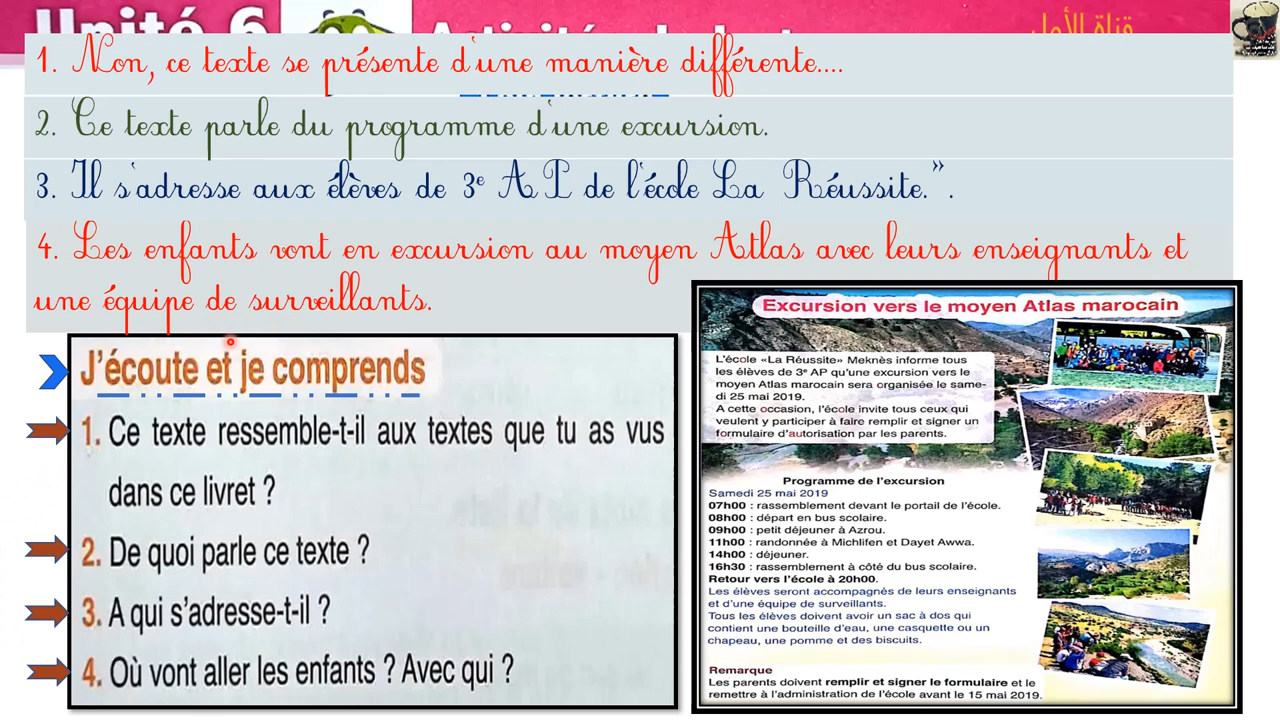 Unité 6
قناة الأمل
1. Non, ce texte se présente d'une manière différente....
2. Ce texte parle du programme d'une excursion.
3. Il s'adresse aux élèves de 3e AP de l'école La Réussite.”.
4. Les enfants vont en excursion au moyen Atlas avec leurs enseignants et
une équipe de surveillants.
J'écoute et je comprends
1. Ce texte ressemble-t-il aux textes que tu as vus
dans ce livret ?
2. De quoi parle ce texte ?
3. A qui s'adresse-t-il ?
4. Où vont aller les enfants ? Avec qui ?
Excursion vers le moyen Atlas marocain
L'école «La Réussite» Meknès informe tous
les élèves de 3e AP qu'une excursion vers le
moyen Atlas marocain sera organisée le same-
di 25 mai 2019.
A cette occasion, l'école invite tous ceux qui
veulent y participer à faire remplir et signer un
formulaire d'autorisation par les parents.
Programme de l'excursion
Samedi 25 mai 2019
07h00 : rassemblement devant le portail de l'école.
08h00 : départ en bus scolaire.
09h00 : petit déjeuner à Azrou.
11h00 : randonnée à Michlifen et Dayet Awwa.
14h00 : déjeuner.
16h30 : rassemblement à côté du bus scolaire.
Retour vers l'école à 20h00.
Les élèves seront accompagnés de leurs enseignants
et d'une équipe de surveillants.
Tous les élèves doivent avoir un sac à dos qui
contient une bouteille d'eau, une casquette ou un
chapeau, une pomme et des biscuits.
Remarque
Les parents doivent remplir et signer le formulaire et le
remettre à l'administration de l'école avant le 15 mai 2019.